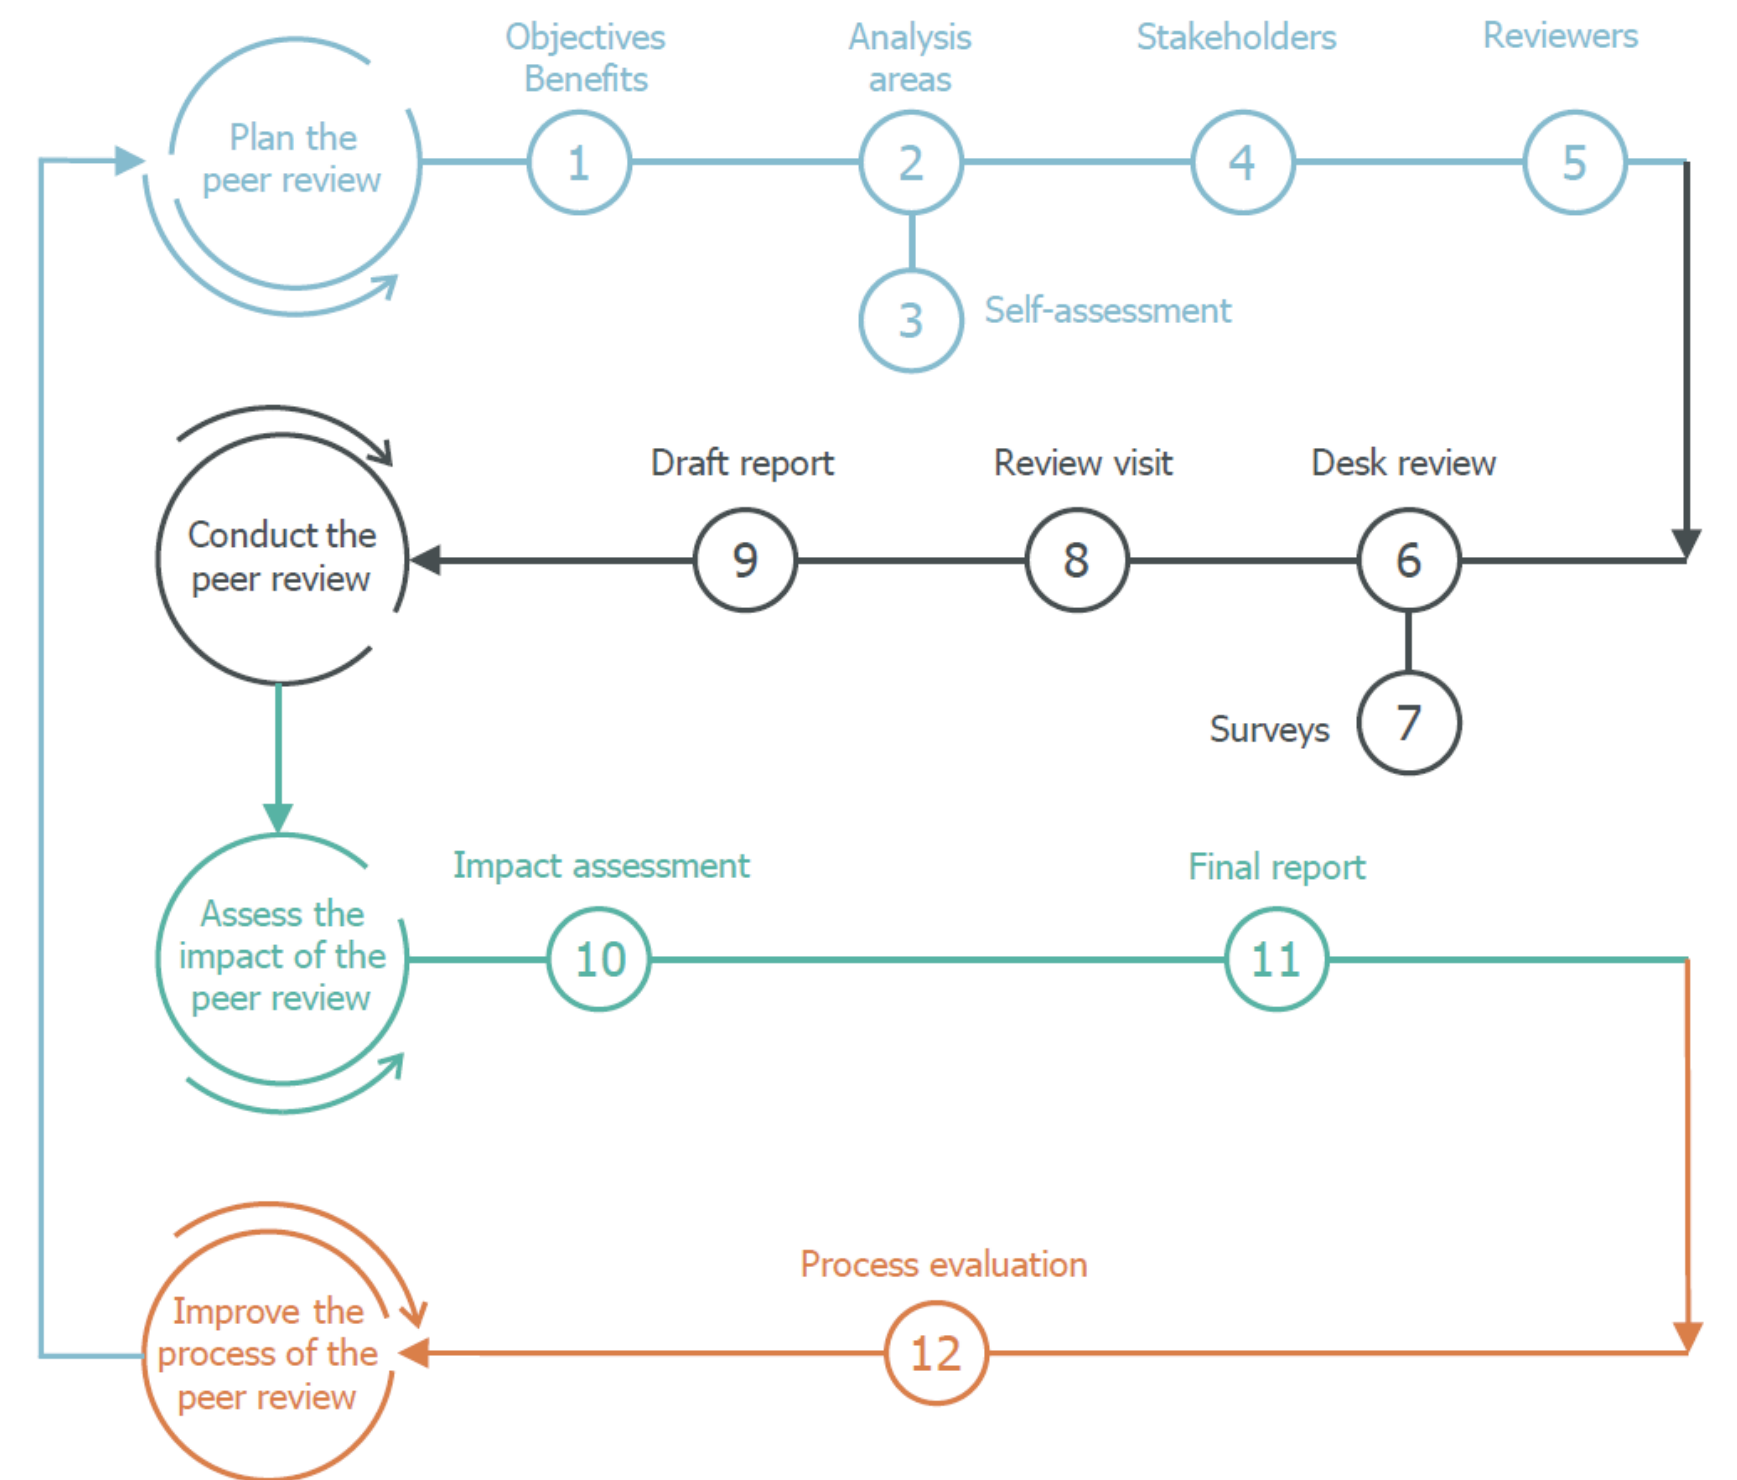 Objectives
Benefits
Analysis
areas
Stakeholders
Reviewers
Plan the
peer review
1
2
4
5
3
Self-assessment
Draft report
Review visit
Desk review
Conduct the
peer review
9
8
6
Surveys
7
Impact assessment
Final report
Assess the
impact of the
peer review
10
11
Process evaluation
Improve the
process of the
peer review
12